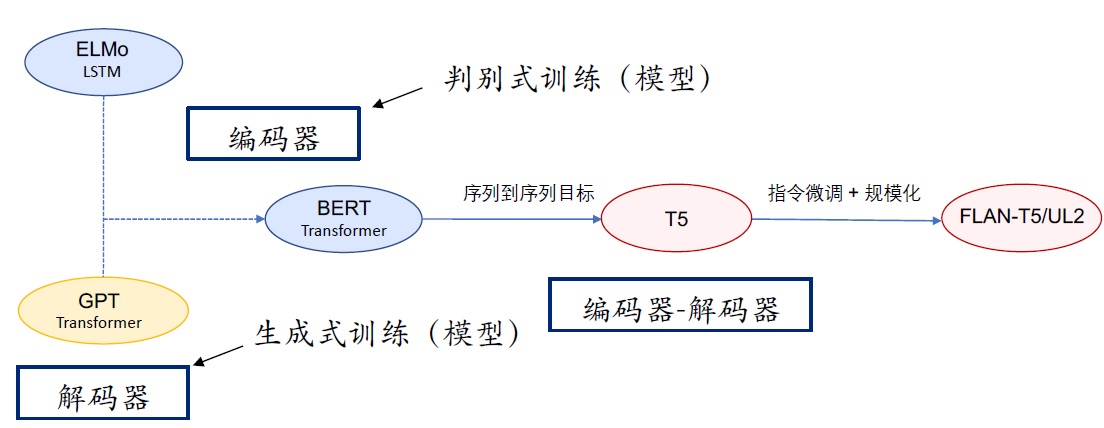 ELMo
LSTM
判别式训练（模型）
编码器
序列到序列目标
指令微调 + 规模化
BERT
Transformer
T5
FLAN-T5/UL2
GPT
Transformer
编码器-解码器
生成式训练（模型）
解码器